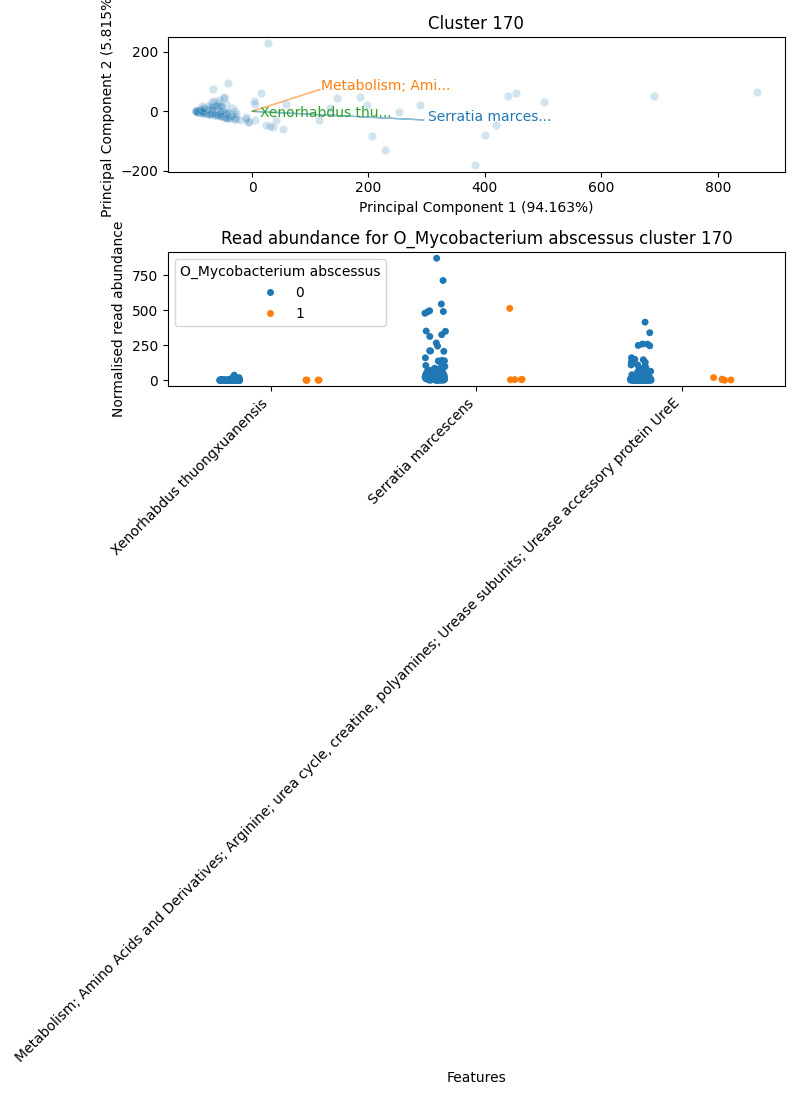 Cluster 170
Principal Component 2 (5.815%
200
0
−200
Metabolism; Ami...
Xenorhabdus thu...
Serratia marces...
0
200
400
600
800
Principal Component 1 (94.163%)
Read abundance for O_Mycobacterium abscessus cluster 170
Normalised read abundance
750
500
250
0
O_Mycobacterium abscessus
0
1
Xenorhabdus thuongxuanensis
Serratia marcescens
Metabolism; Amino Acids and Derivatives; Arginine; urea cycle, creatine, polyamines; Urease subunits; Urease accessory protein UreE
Features